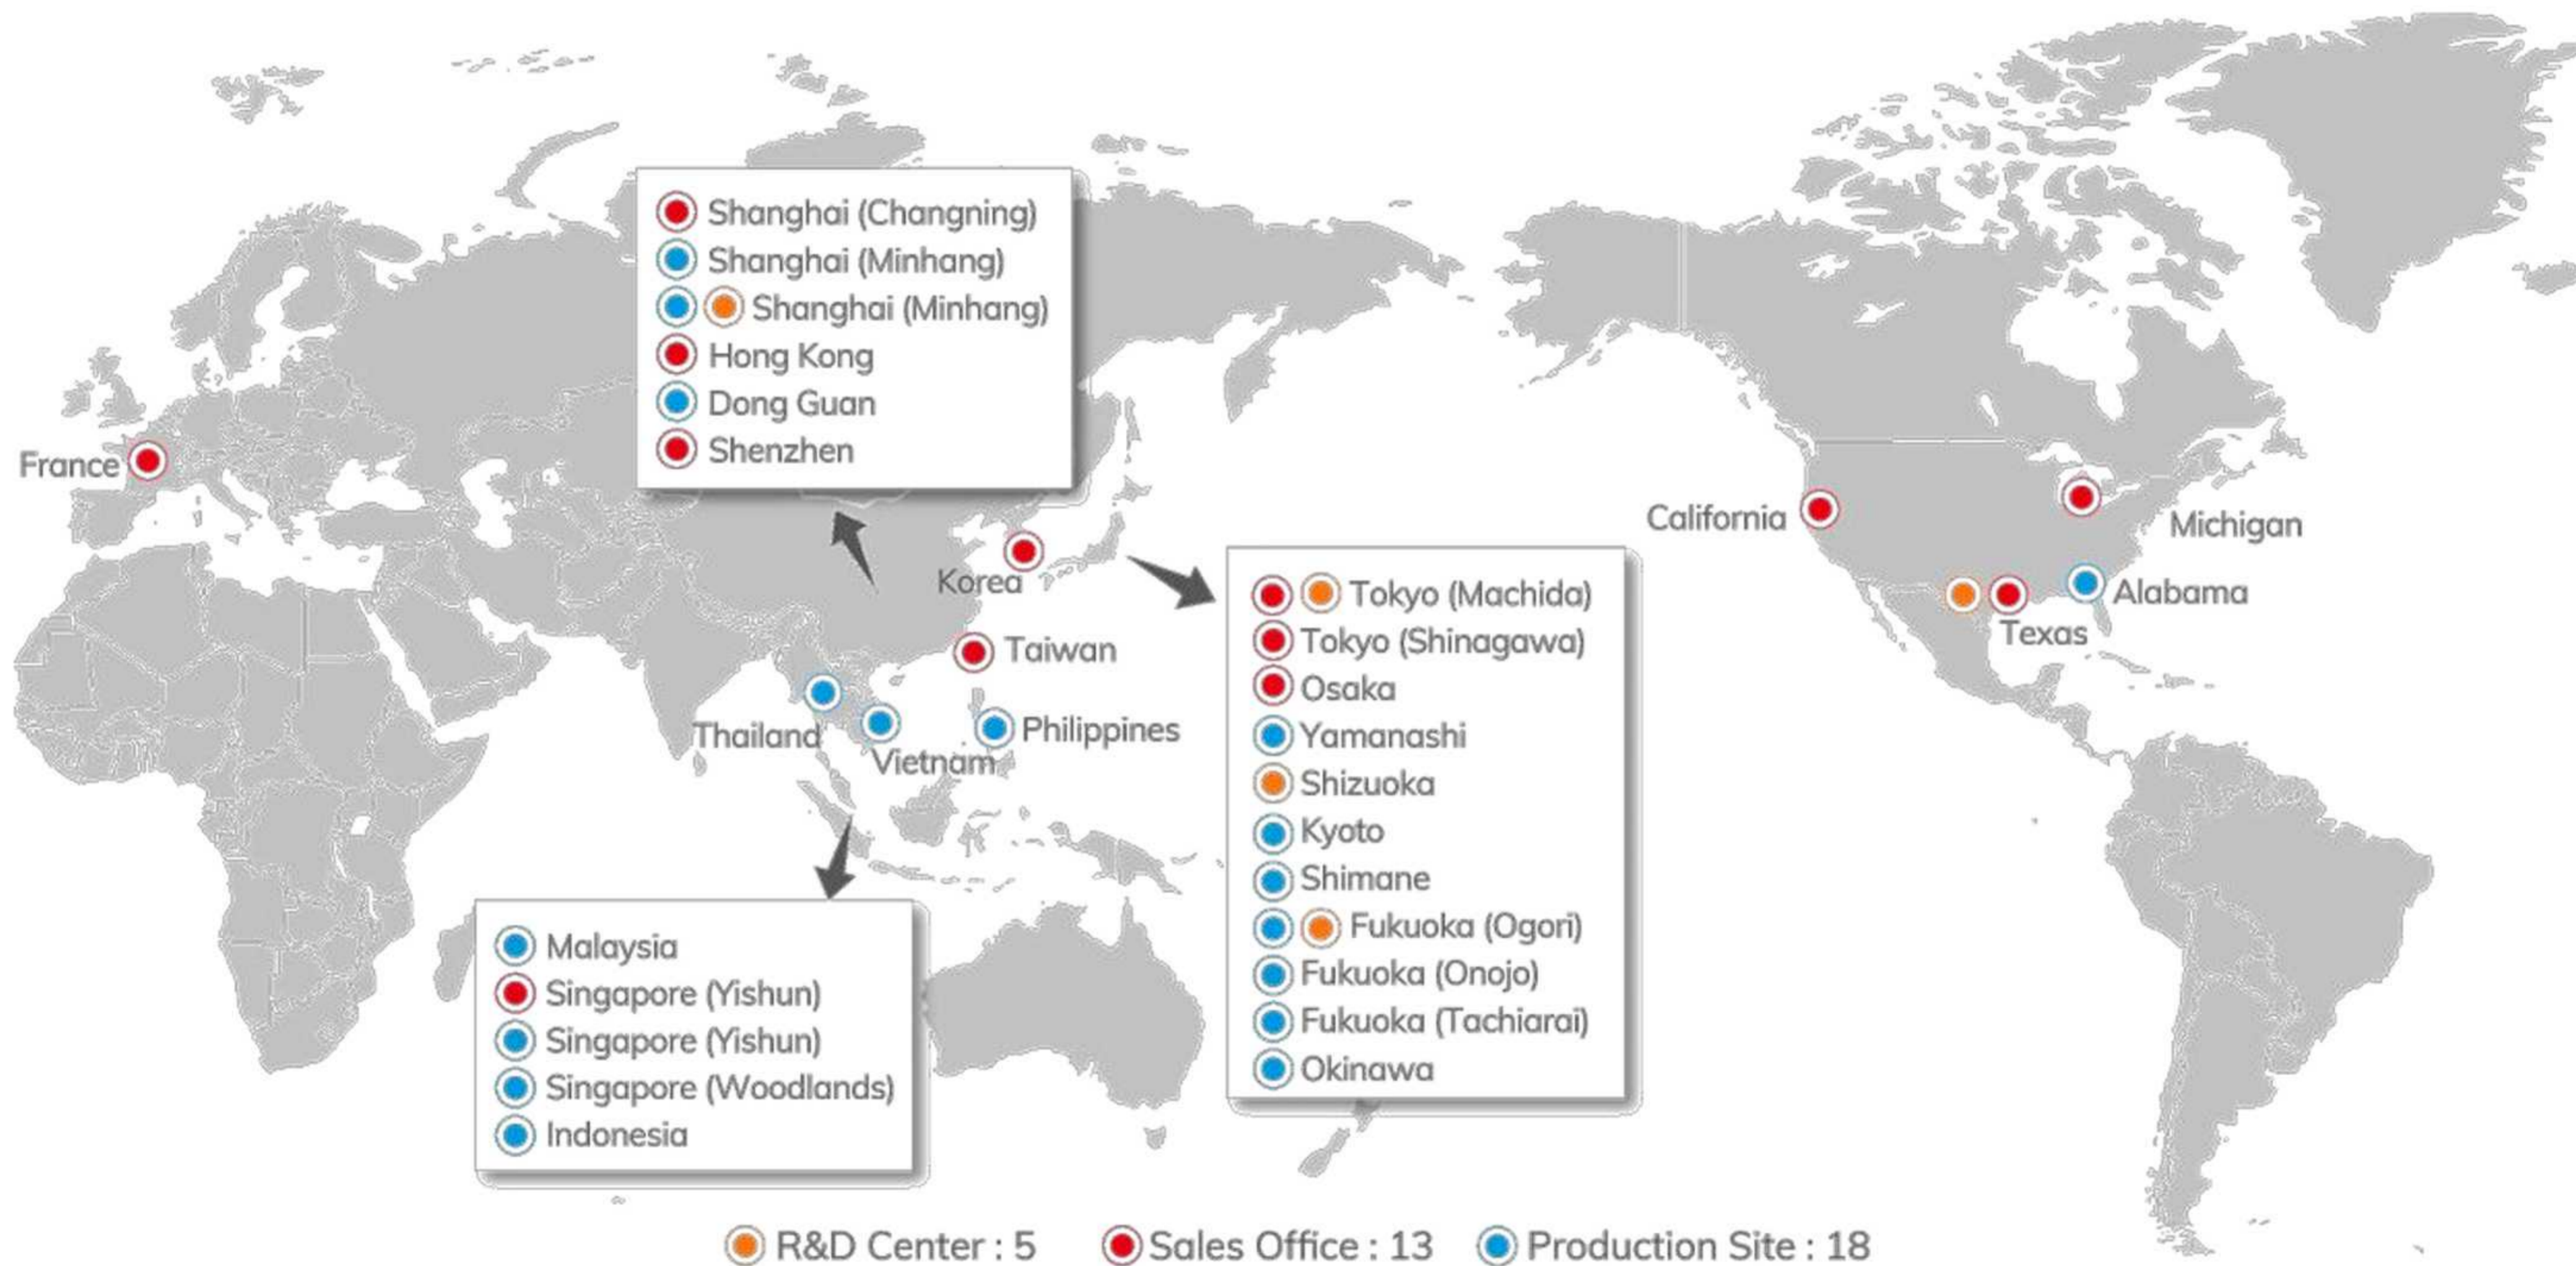 Shanghai (Changning)
Shanghai (Minhang)
Shanghai (Minhang)
Hong Kong
Dong Guan
Shenzhen
France
California
Michigan
Korea
Alabama
Texas
Taiwan
Thailand
Vietnam
Philippines
Tokyo (Machida)
Tokyo (Shinagawa)
Osaka
Yamanashi
Shizuoka
Kyoto
Shimane
Fukuoka (Ogori)
Fukuoka (Onojo)
Fukuoka (Tachiarai)
Okinawa
Malaysia
Singapore (Yishun)
Singapore (Yishun)
Singapore (Woodlands)
Indonesia
R&D Center : 5 Sales Office : 13 Production Site : 18